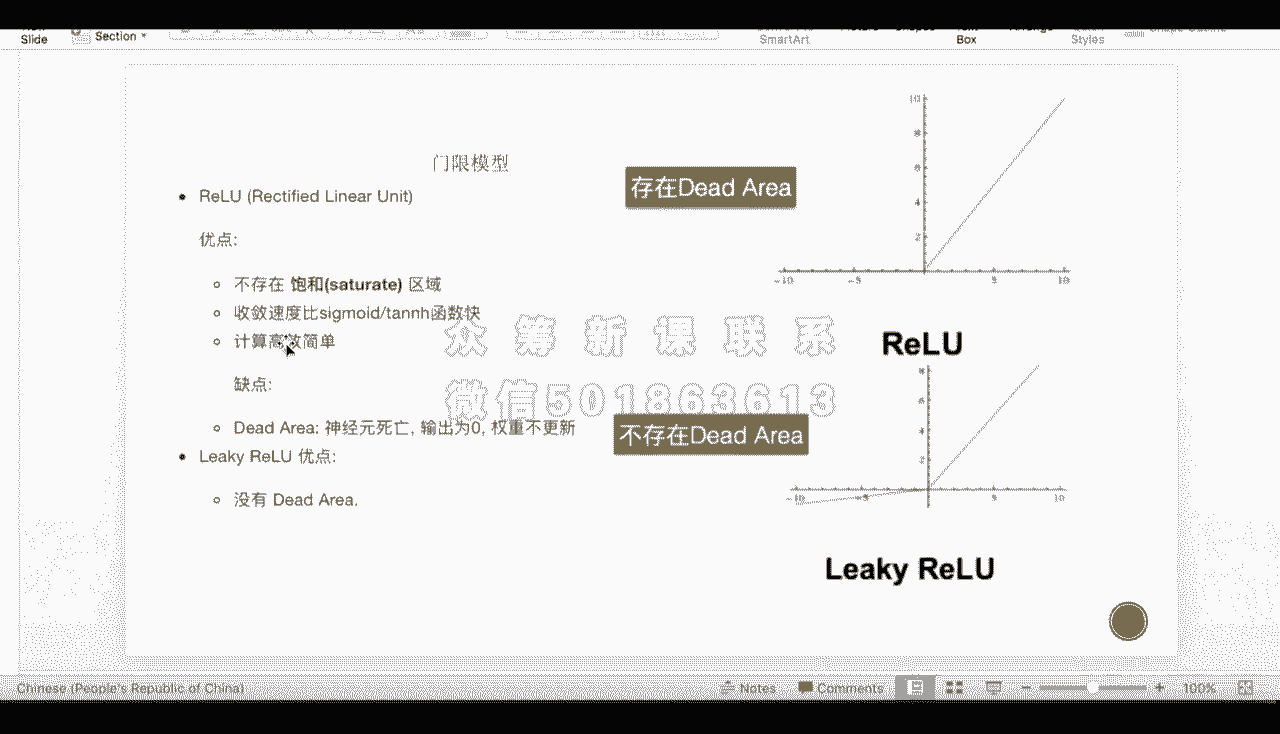 Slide
Section
SmartArt
Box
Styles
门限模型
ReLU (Rectified Linear Unit)
优点:
不存在 饱和(saturate) 区域
收敛速度比sigmoid/tannh函数快
计算高效简单
缺点:
Dead Area: 神经元死亡, 输出为0, 权重不更新
Leaky ReLU 优点:
没有 Dead Area.
存在Dead Area
10
8
6
4
2
-10 -5 5 10
ReLU
众筹新课联系
微信501863613
不存在Dead Area
8
6
4
2
-10 -5 5 10
Leaky ReLU
Chinese (People's Republic of China)
Notes
Comments
100%